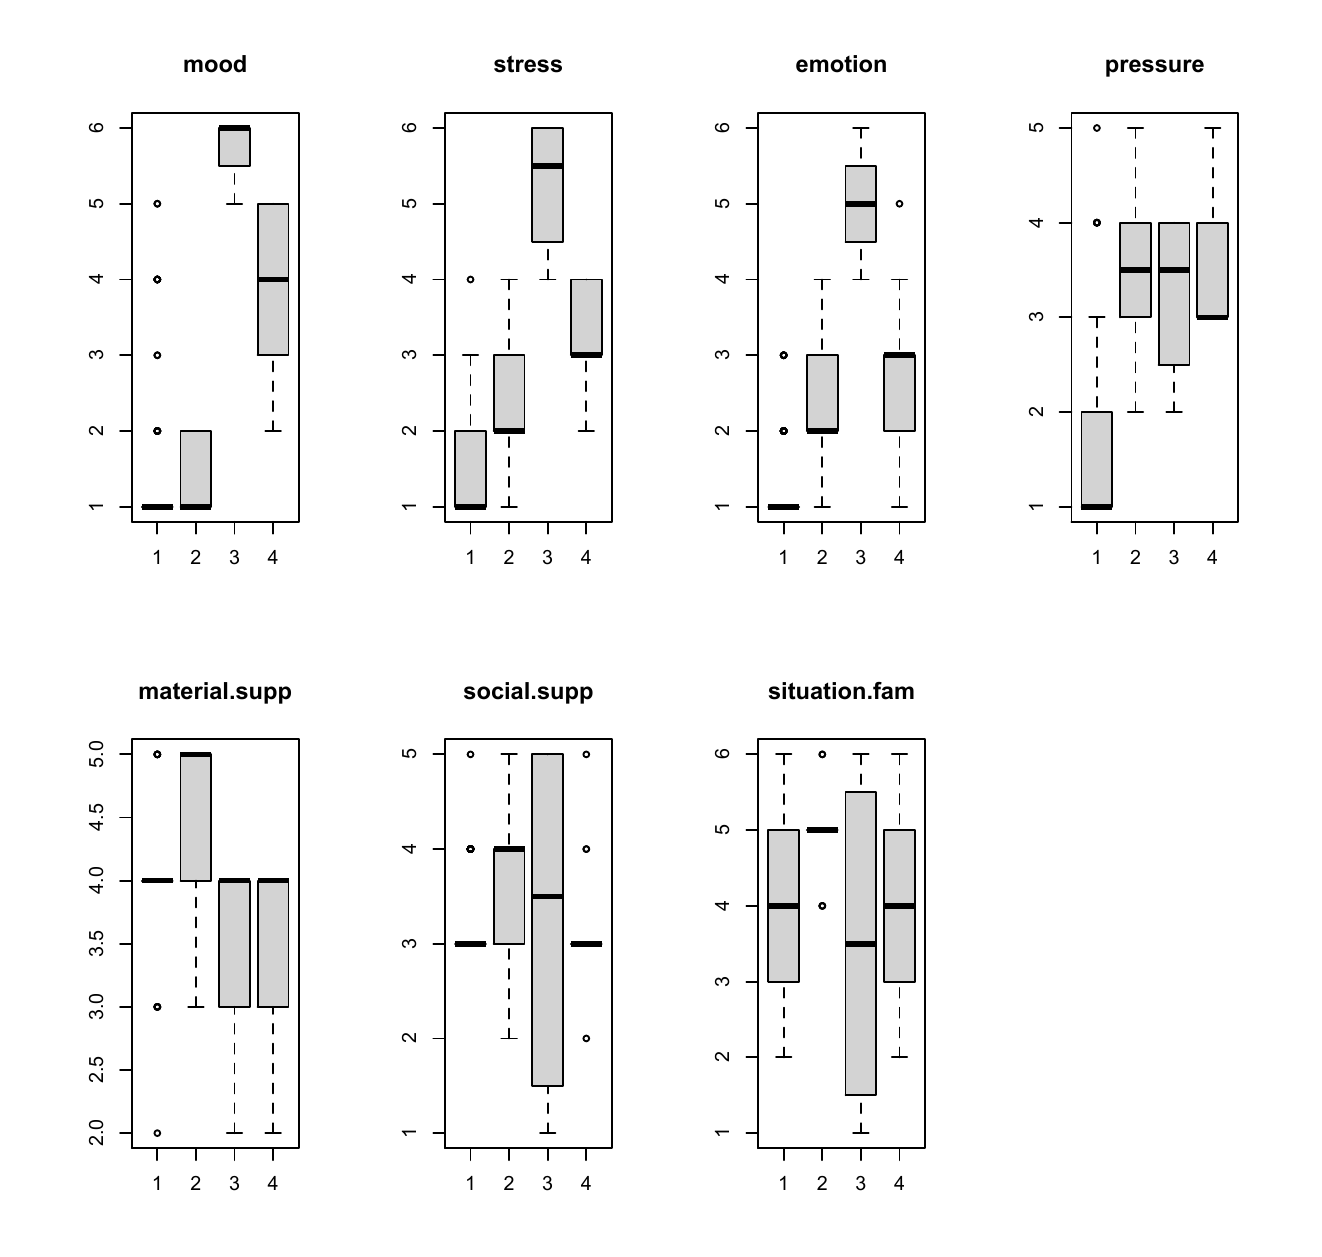 mood stress emotion pressure
6 6 6 5
5 5 5
4 4 4 4
3 3 3 3
2 2 2 2
1 1 1 1
1 2 3 4 1 2 3 4 1 2 3 4 1 2 3 4
material.supp social.supp situation.fam
5.0 5 6
4.5 5
4.0 4 4
3.5 3
3.0 3
2.5 2 2
2.0 1 1
1 2 3 4 1 2 3 4 1 2 3 4